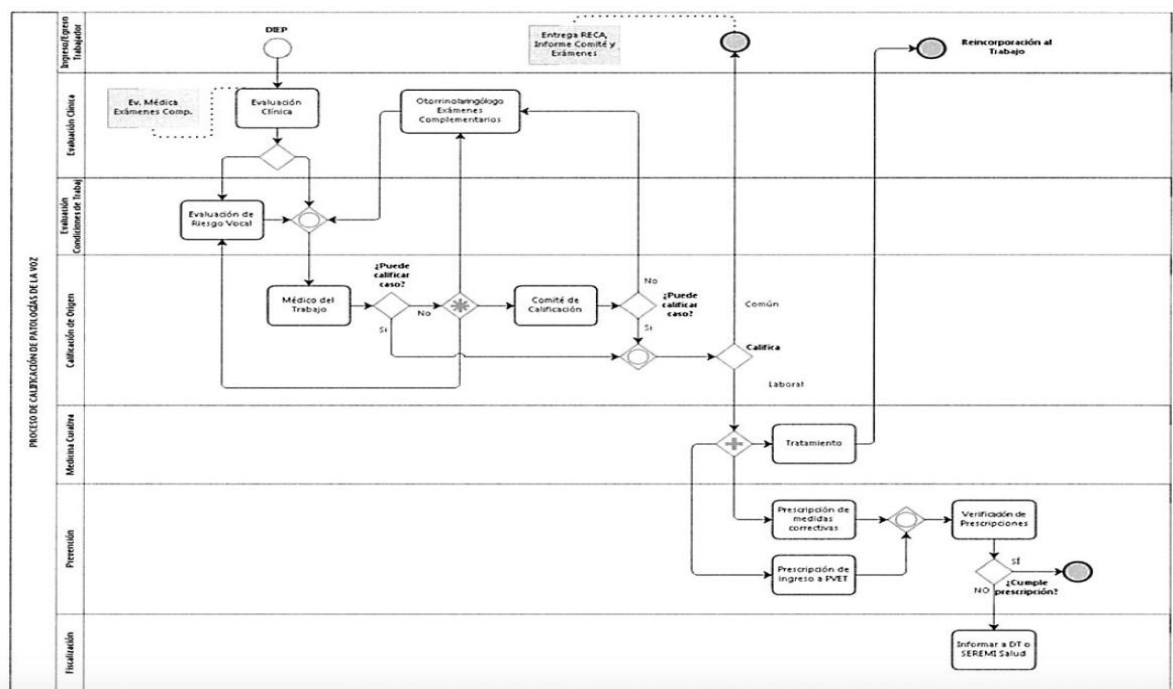 PROCESO DE CALIFICACIÓN DE PATOLOGÍAS DE LA VOZ
Ingreso/Egreso
Trabajador
DIEP
Entrega RECA,
Informe Comité y
Exámenes
Reincorporación al
Trabajo
Evaluación Clínica
Ev. Médica
Exámenes Comp.
Evaluación
Clínica
Otorrinolaringólogo
Exámenes
Complementarios
Evaluación
Condiciones de Trabaj
Evaluación de
Riesgo Vocal
Calificación de Origen
Médico del
Trabajo
¿Puede
calificar
caso?
No
Si
Comité de
Calificación
No
¿Puede
calificar
caso?
Si
Común
Califica
Laboral
Medicina Curativa
Tratamiento
Prevención
Prescripción de
medidas
correctivas
Prescripción de
ingreso a PVET
Verificación de
Prescripciones
SÍ
¿Cumple
prescripción?
NO
Fiscalización
Informar a DT o
SEREMI Salud